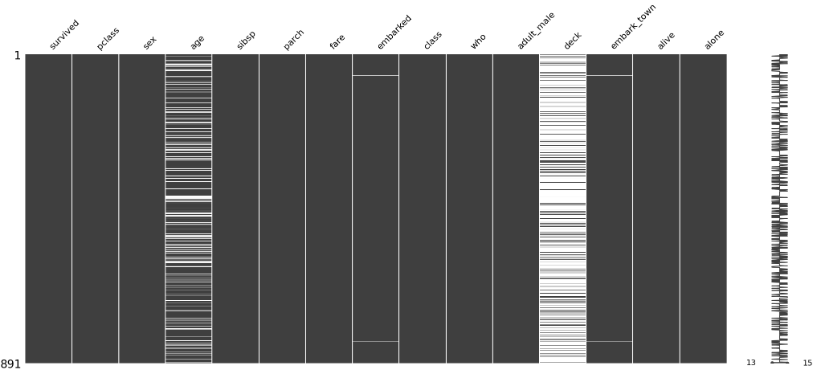 survived pclass sex age sibsp parch fare embarked class who adult_male deck embark_town alive alone
1
891
13 15